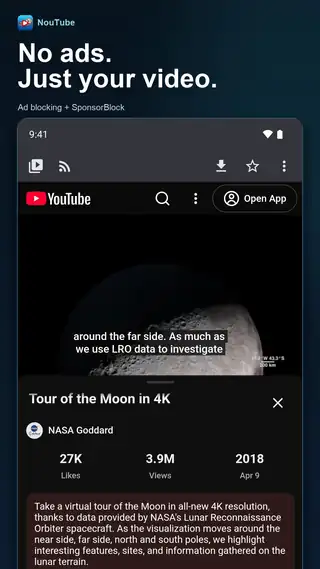 NouTube
No ads.
Just your video.
Ad blocking + SponsorBlock
9:41
YouTube
Open App
around the far side. As much as
we use LRO data to investigate
100 km
Tour of the Moon in 4K
NASA Goddard
27K
3.9M
2018
Likes
Views
Apr 9
Take a virtual tour of the Moon in all-new 4K resolution,
thanks to data provided by NASA's Lunar Reconnaissance
Orbiter spacecraft. As the visualization moves around the
near side, far side, north and south poles, we highlight
interesting features, sites, and information gathered on the
lunar terrain.